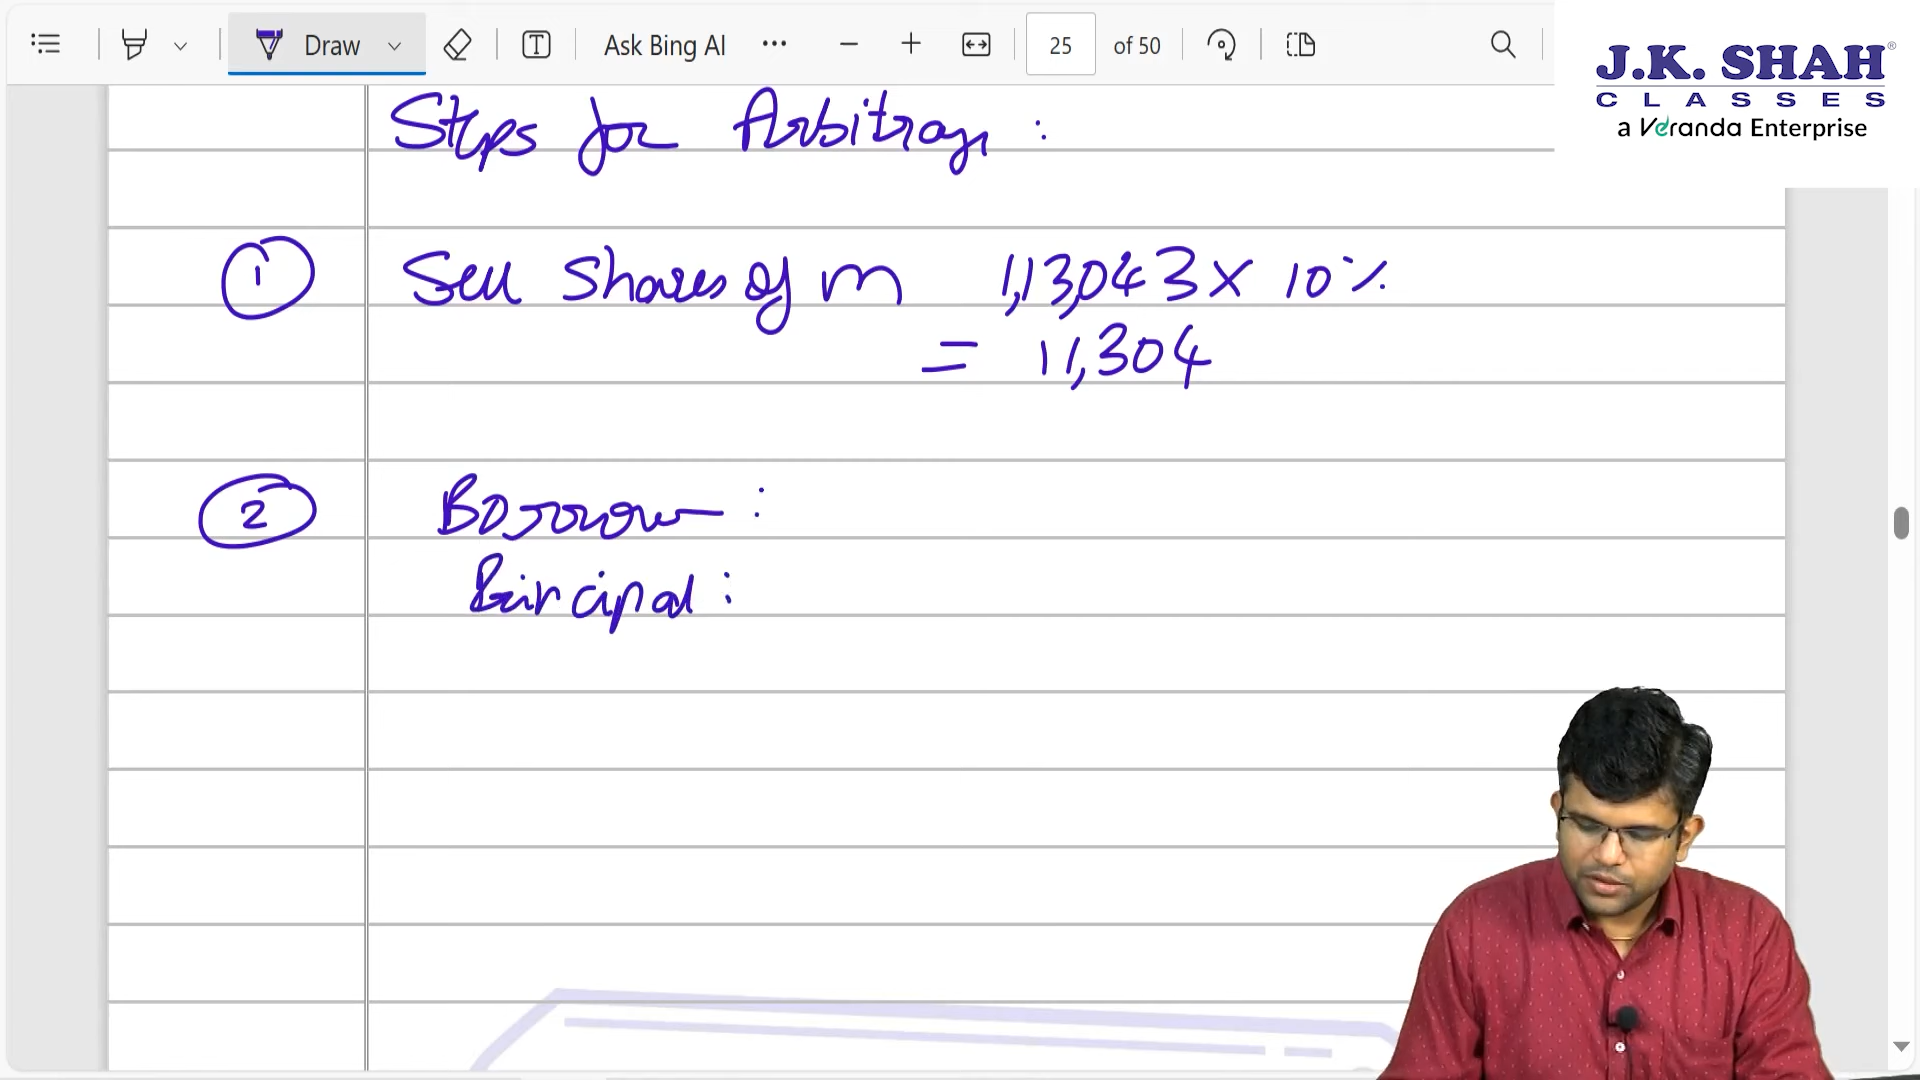 Draw
Ask Bing AI
25 of 50
J.K. SHAH®
CLASSES
a Veranda Enterprise
Steps for Arbitrage :
1 Sell Shares of M 1,13,043 X 10%
= 11,304
2 Borrow :
Principal :